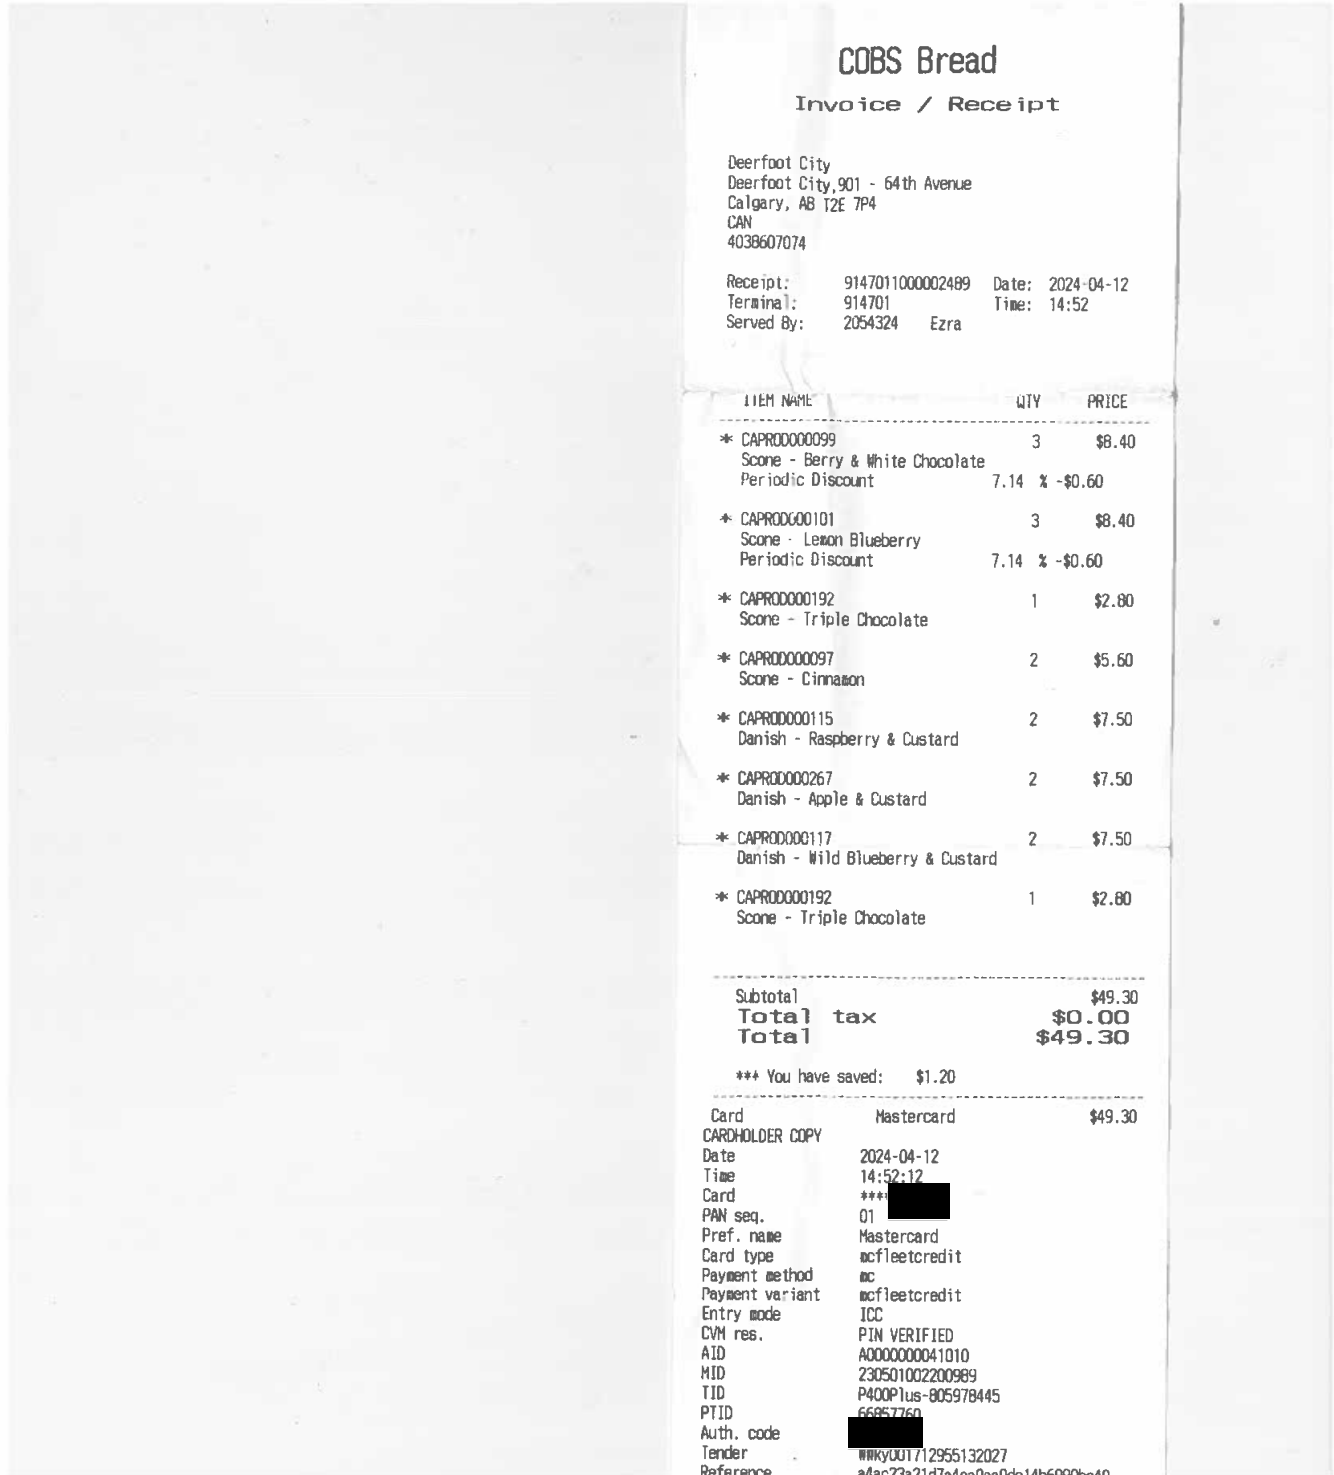 COBS Bread
Invoice / Receipt
Deerfoot City
Deerfoot City,901 - 64th Avenue
Calgary, AB T2E 7P4
CAN
4038607074
Receipt: 9147011000002489 Date: 2024-04-12
Terminal: 914701 Time: 14:52
Served By: 2054324 Ezra
ITEM NAME QTY PRICE
* CAPROD000099 3 $8.40
Scone - Berry & White Chocolate
Periodic Discount 7.14 % -$0.60
* CAPROD000101 3 $8.40
Scone - Lemon Blueberry
Periodic Discount 7.14 % -$0.60
* CAPROD000192 1 $2.80
Scone - Triple Chocolate
* CAPROD000097 2 $5.60
Scone - Cinnamon
* CAPROD000115 2 $7.50
Danish - Raspberry & Custard
* CAPROD000267 2 $7.50
Danish - Apple & Custard
* CAPROD000117 2 $7.50
Danish - Wild Blueberry & Custard
* CAPROD000192 1 $2.80
Scone - Triple Chocolate
Subtotal $49.30
Total tax $0.00
Total $49.30
*** You have saved: $1.20
Card Mastercard $49.30
CARDHOLDER COPY
Date 2024-04-12
Time 14:52:12
Card ***
PAN seq. 01
Pref. name Mastercard
Card type mcfleetcredit
Payment method mc
Payment variant mcfleetcredit
Entry mode ICC
CVM res. PIN VERIFIED
AID A0000000041010
MID 230501002200989
TID P400Plus-805978445
PTID 66857760
Auth. code
Tender
Reference